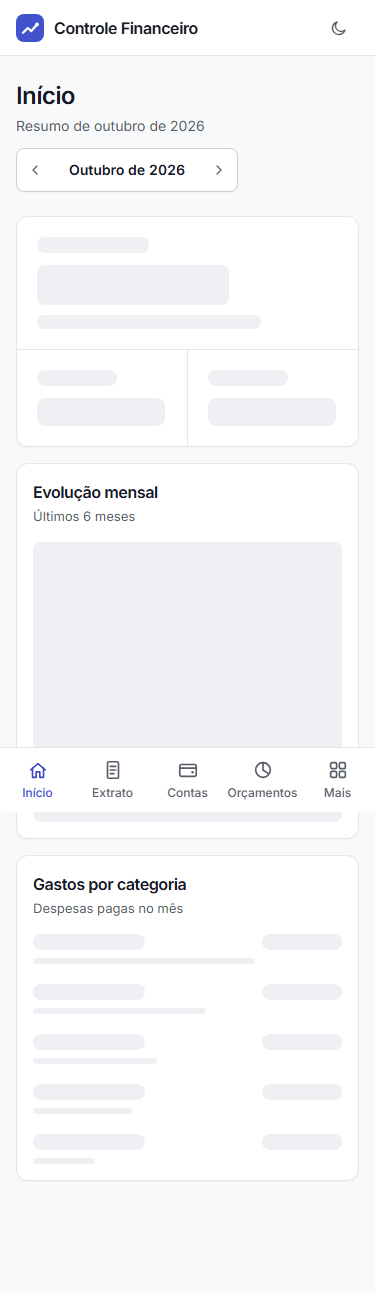 Controle Financeiro
Início
Resumo de outubro de 2026
Outubro de 2026
Evolução mensal
Últimos 6 meses
Início
Extrato
Contas
Orçamentos
Mais
Gastos por categoria
Despesas pagas no mês